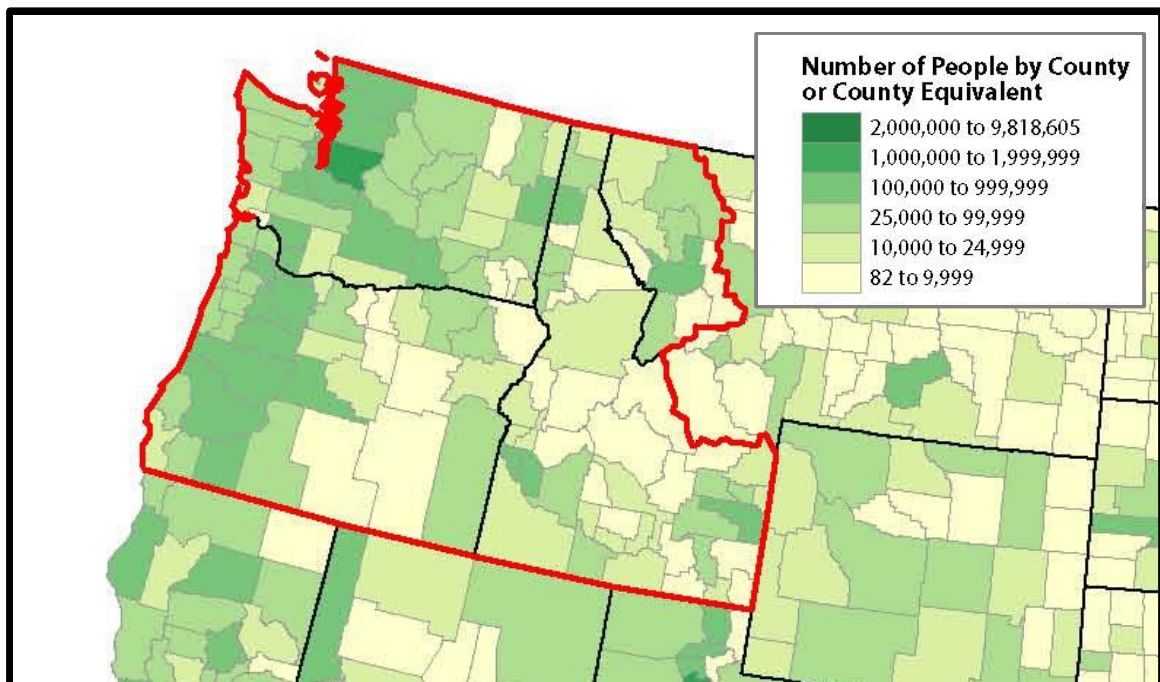 Number of People by County
or County Equivalent
2,000,000 to 9,818,605
1,000,000 to 1,999,999
100,000 to 999,999
25,000 to 99,999
10,000 to 24,999
82 to 9,999